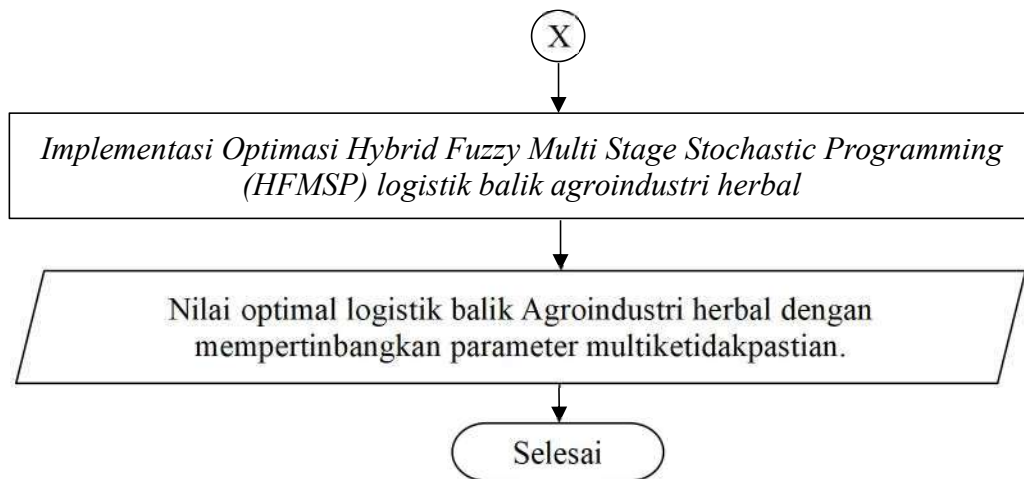 X
Implementasi Optimasi Hybrid Fuzzy Multi Stage Stochastic Programming
(HFMSP) logistik balik agroindustri herbal
Nilai optimal logistik balik Agroindustri herbal dengan
mempertinbangkan parameter multiketidakpastian.
Selesai